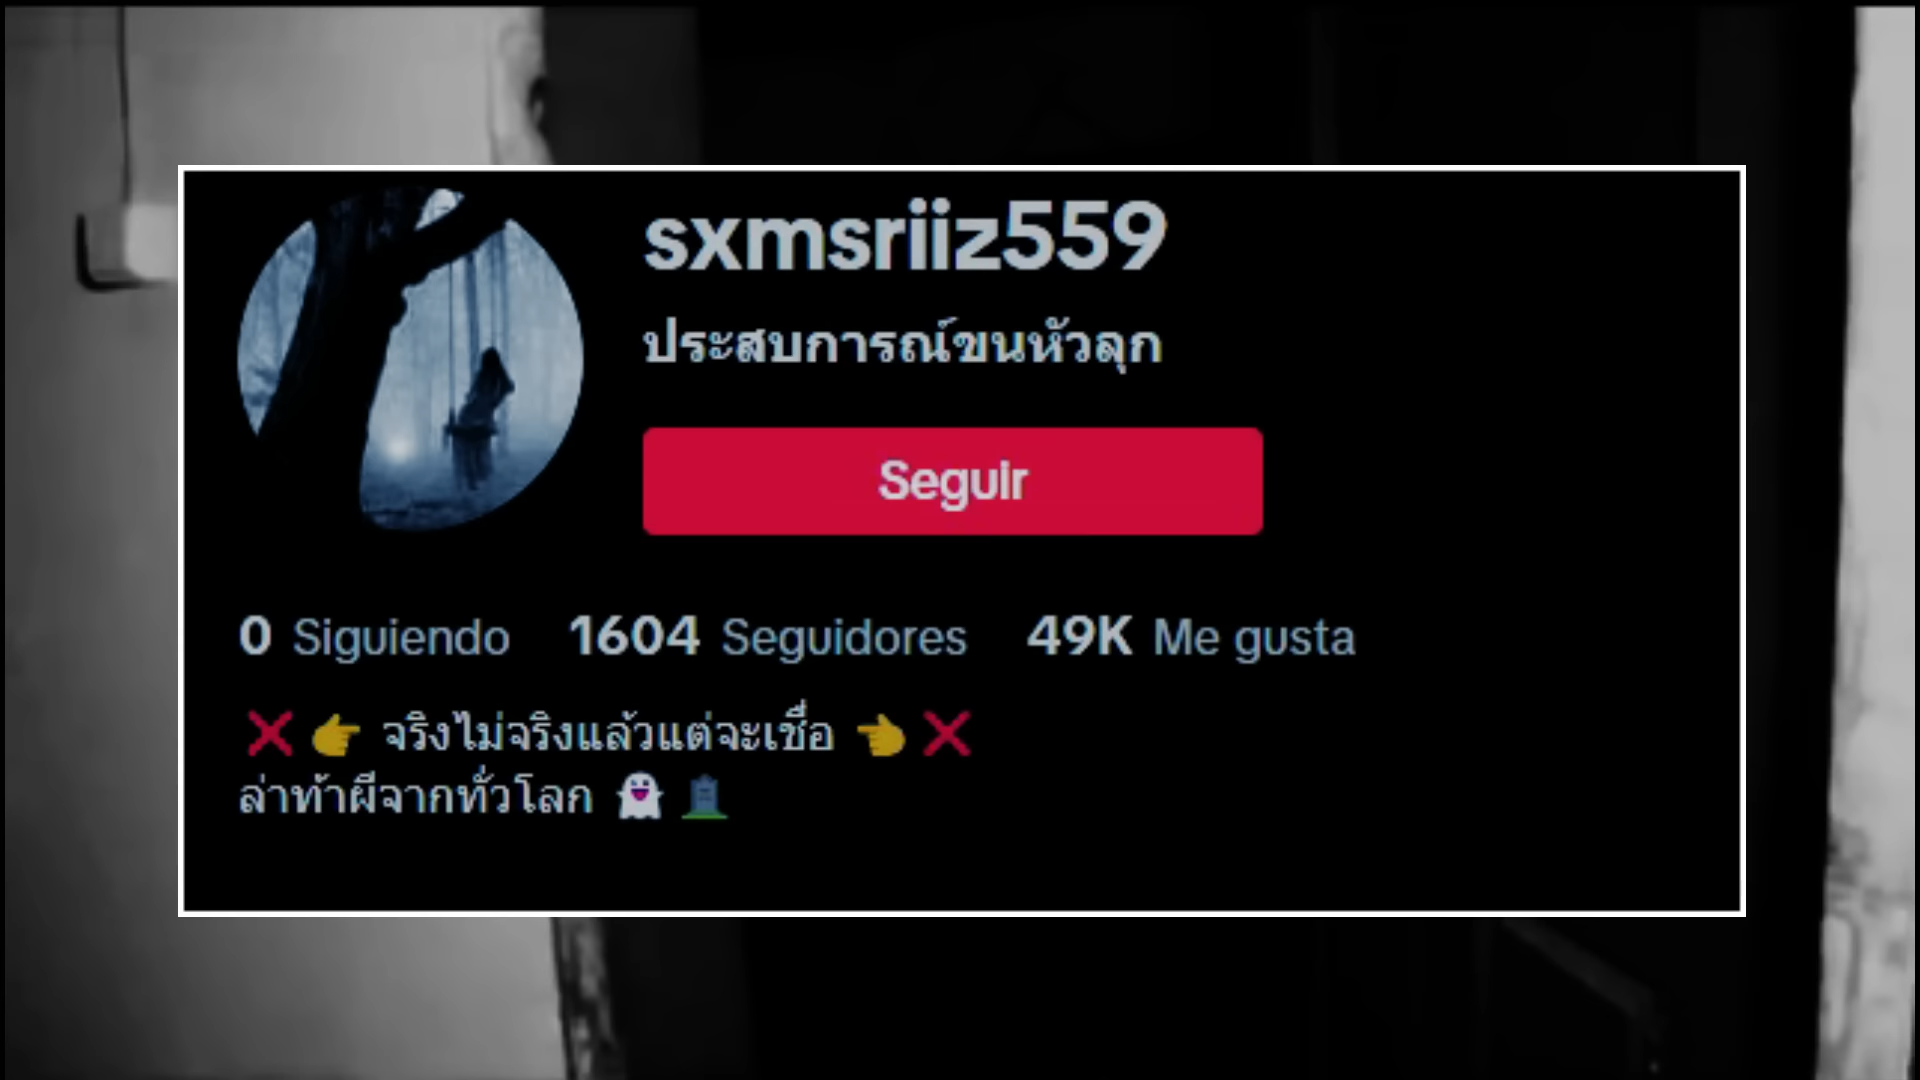 sxmsriiz559
ประสบการณ์ขนหัวลุก
Seguir
0 Siguiendo 1604 Seguidores 49K Me gusta
❌👉 จริงไม่จริงแล้วแต่จะเชื่อ 👈❌
ล่าท้าผีจากทั่วโลก 👻🪦